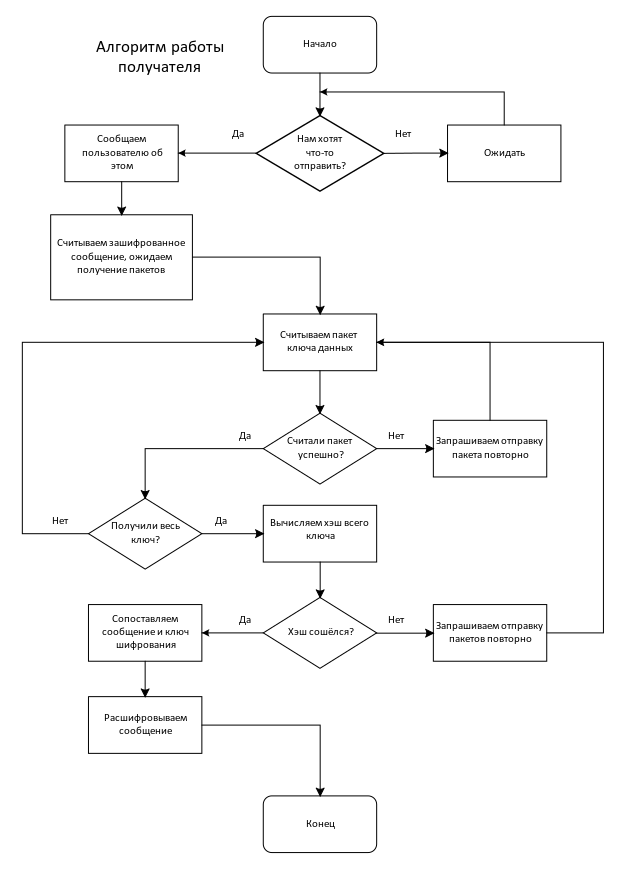 Алгоритм работы
получателя
Начало
Нам хотят
что-то
отправить?
Да
Нет
Сообщаем
пользователю об
этом
Ожидать
Считываем зашифрованное
сообщение, ожидаем
получение пакетов
Считываем пакет
ключа данных
Считали пакет
успешно?
Да
Нет
Запрашиваем отправку
пакета повторно
Получили весь
ключ?
Нет
Да
Вычисляем хэш всего
ключа
Хэш сошёлся?
Да
Нет
Сопоставляем
сообщение и ключ
шифрования
Запрашиваем отправку
пакетов повторно
Расшифровываем
сообщение
Конец